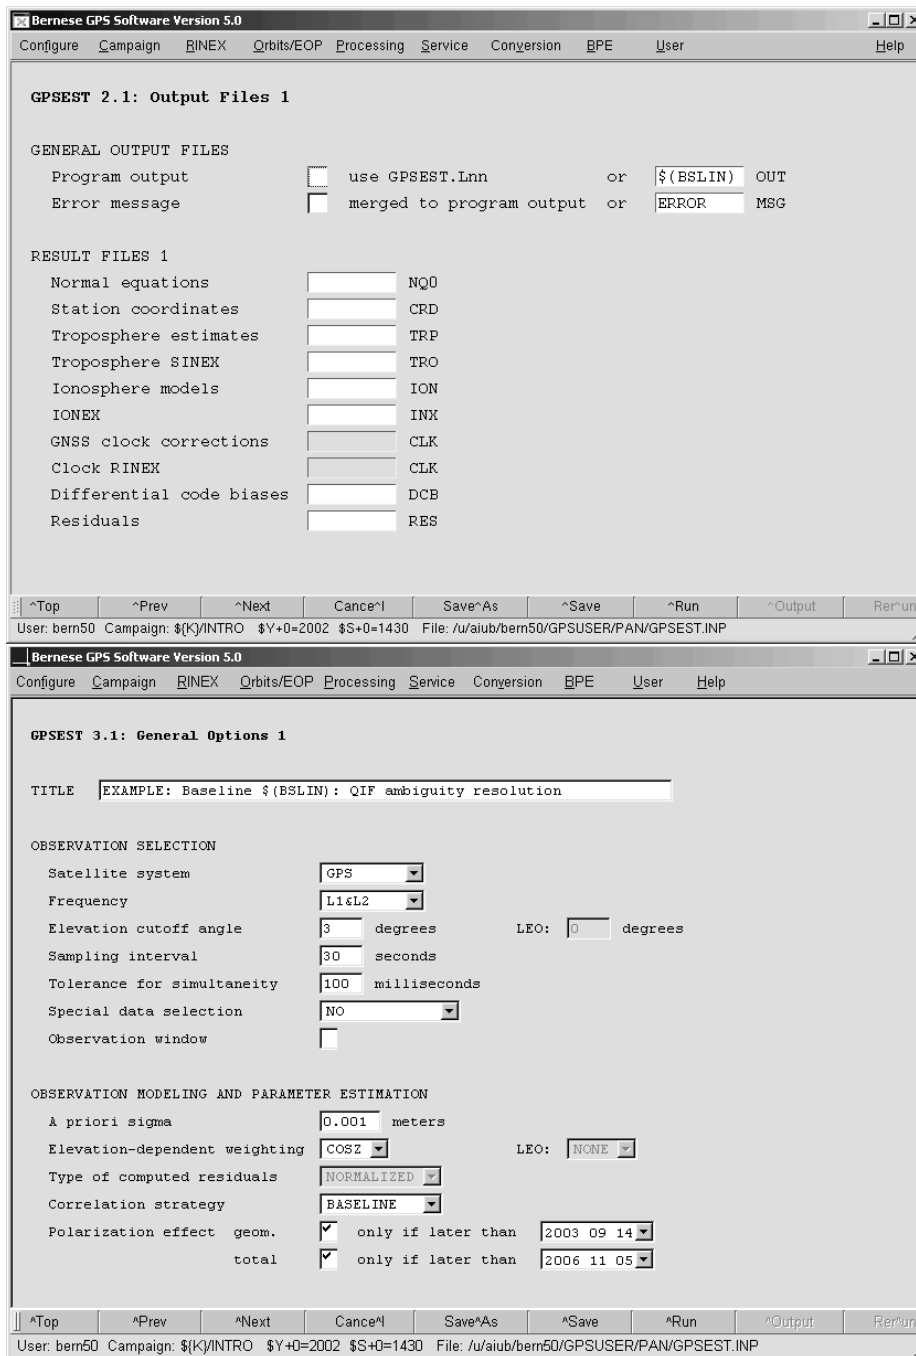 Bernese GPS Software Version 5.0
Configure Campaign RINEX Orbits/EOP Processing Service Conversion BPE User Help
GPSEST 2.1: Output Files 1
GENERAL OUTPUT FILES
Program output use GPSEST.Lnn or $(BSLIN) OUT
Error message merged to program output or ERROR MSG
RESULT FILES 1
Normal equations NQ0
Station coordinates CRD
Troposphere estimates TRP
Troposphere SINEX TRO
Ionosphere models ION
IONEX INX
GNSS clock corrections CLK
Clock RINEX CLK
Differential code biases DCB
Residuals RES
^Top ^Prev ^Next Cance^l Save^As ^Save ^Run ^Output Rer^un
User: bern50 Campaign: ${K}/INTRO $Y+0=2002 $S+0=1430 File: /u/aiub/bern50/GPSUSER/PAN/GPSEST.INP
Bernese GPS Software Version 5.0
Configure Campaign RINEX Orbits/EOP Processing Service Conversion BPE User Help
GPSEST 3.1: General Options 1
TITLE EXAMPLE: Baseline $(BSLIN): QIF ambiguity resolution
OBSERVATION SELECTION
Satellite system GPS
Frequency L1&L2
Elevation cutoff angle 3 degrees LEO: 0 degrees
Sampling interval 30 seconds
Tolerance for simultaneity 100 milliseconds
Special data selection NO
Observation window
OBSERVATION MODELING AND PARAMETER ESTIMATION
A priori sigma 0.001 meters
Elevation-dependent weighting COSZ LEO: NONE
Type of computed residuals NORMALIZED
Correlation strategy BASELINE
Polarization effect geom. only if later than 2003 09 14
total only if later than 2006 11 05
^Top ^Prev ^Next Cance^l Save^As ^Save ^Run ^Output Rer^un
User: bern50 Campaign: ${K}/INTRO $Y+0=2002 $S+0=1430 File: /u/aiub/bern50/GPSUSER/PAN/GPSEST.INP